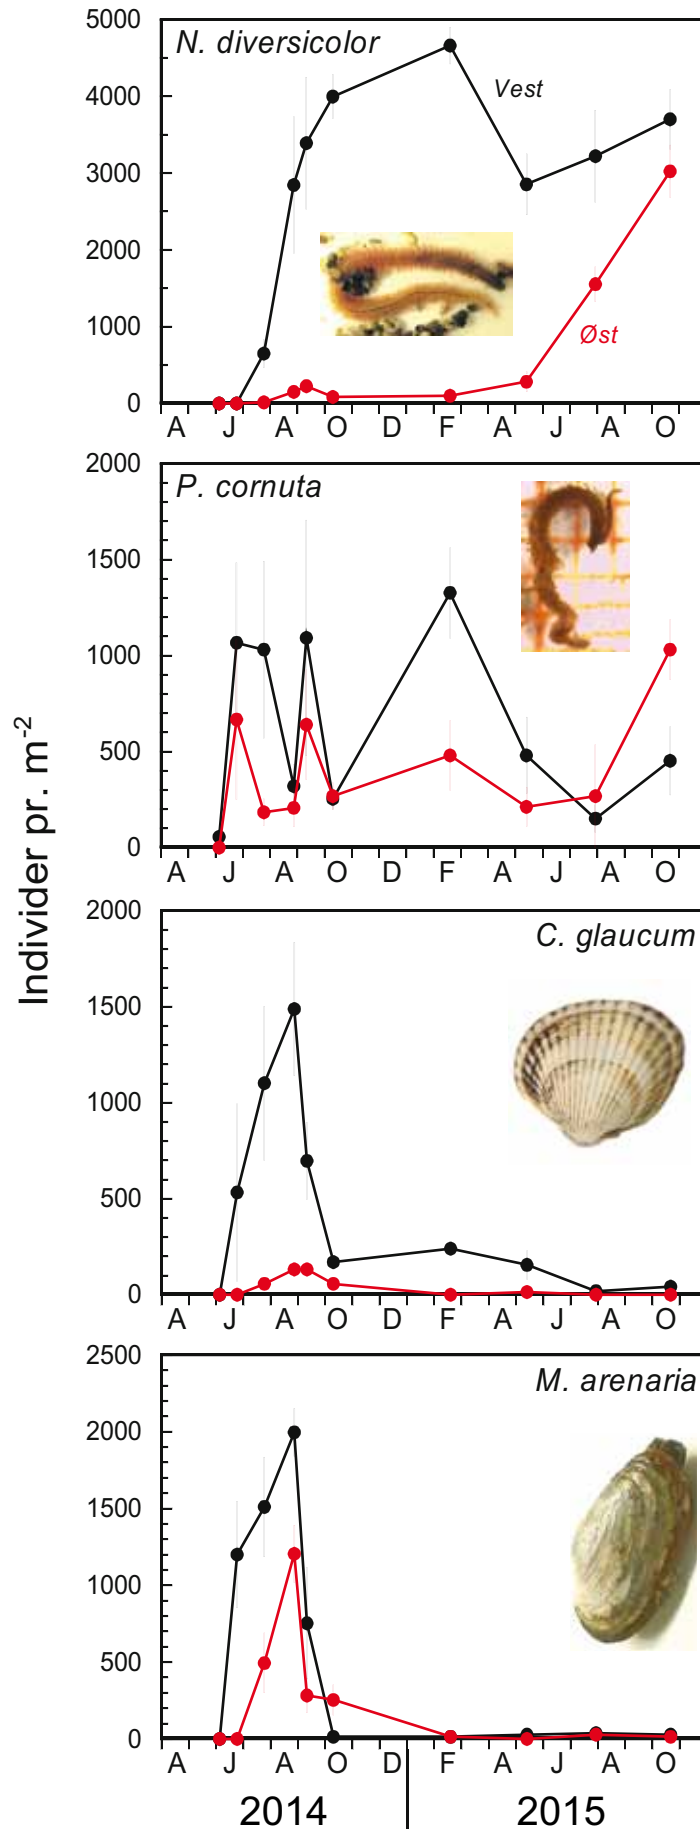 Individer pr. m-2
N. diversicolor
5000
4000
3000
2000
1000
0
Vest
Øst
A J A O D F A J A O
P. cornuta
2000
1500
1000
500
0
A J A O D F A J A O
C. glaucum
2000
1500
1000
500
0
A J A O D F A J A O
M. arenaria
2500
2000
1500
1000
500
0
A J A O D F A J A O
2014 2015